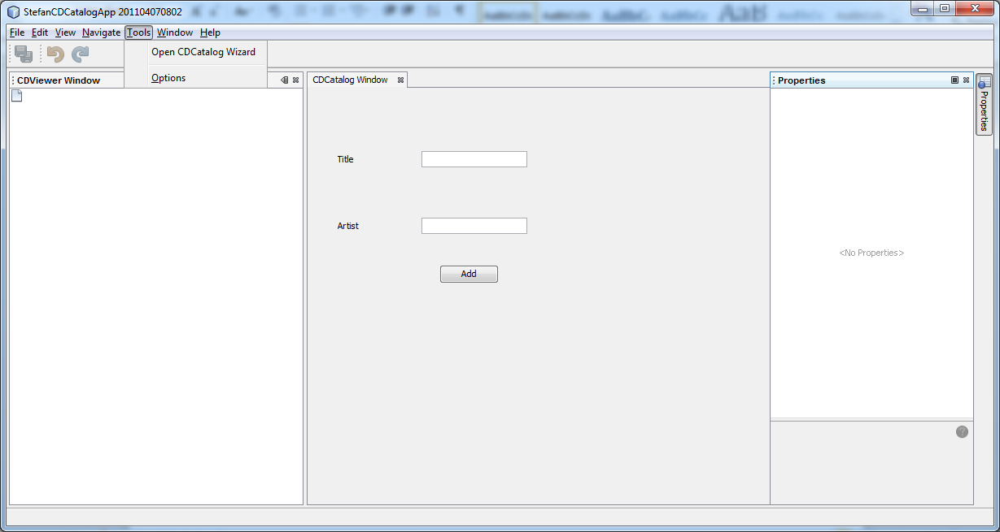 StefanCDCatalogApp 201104070802
File Edit View Navigate Tools Window Help
Open CDCatalog Wizard
Options
CDViewer Window
CDCatalog Window
Properties
Properties
Title
Artist
<No Properties>
Add
?